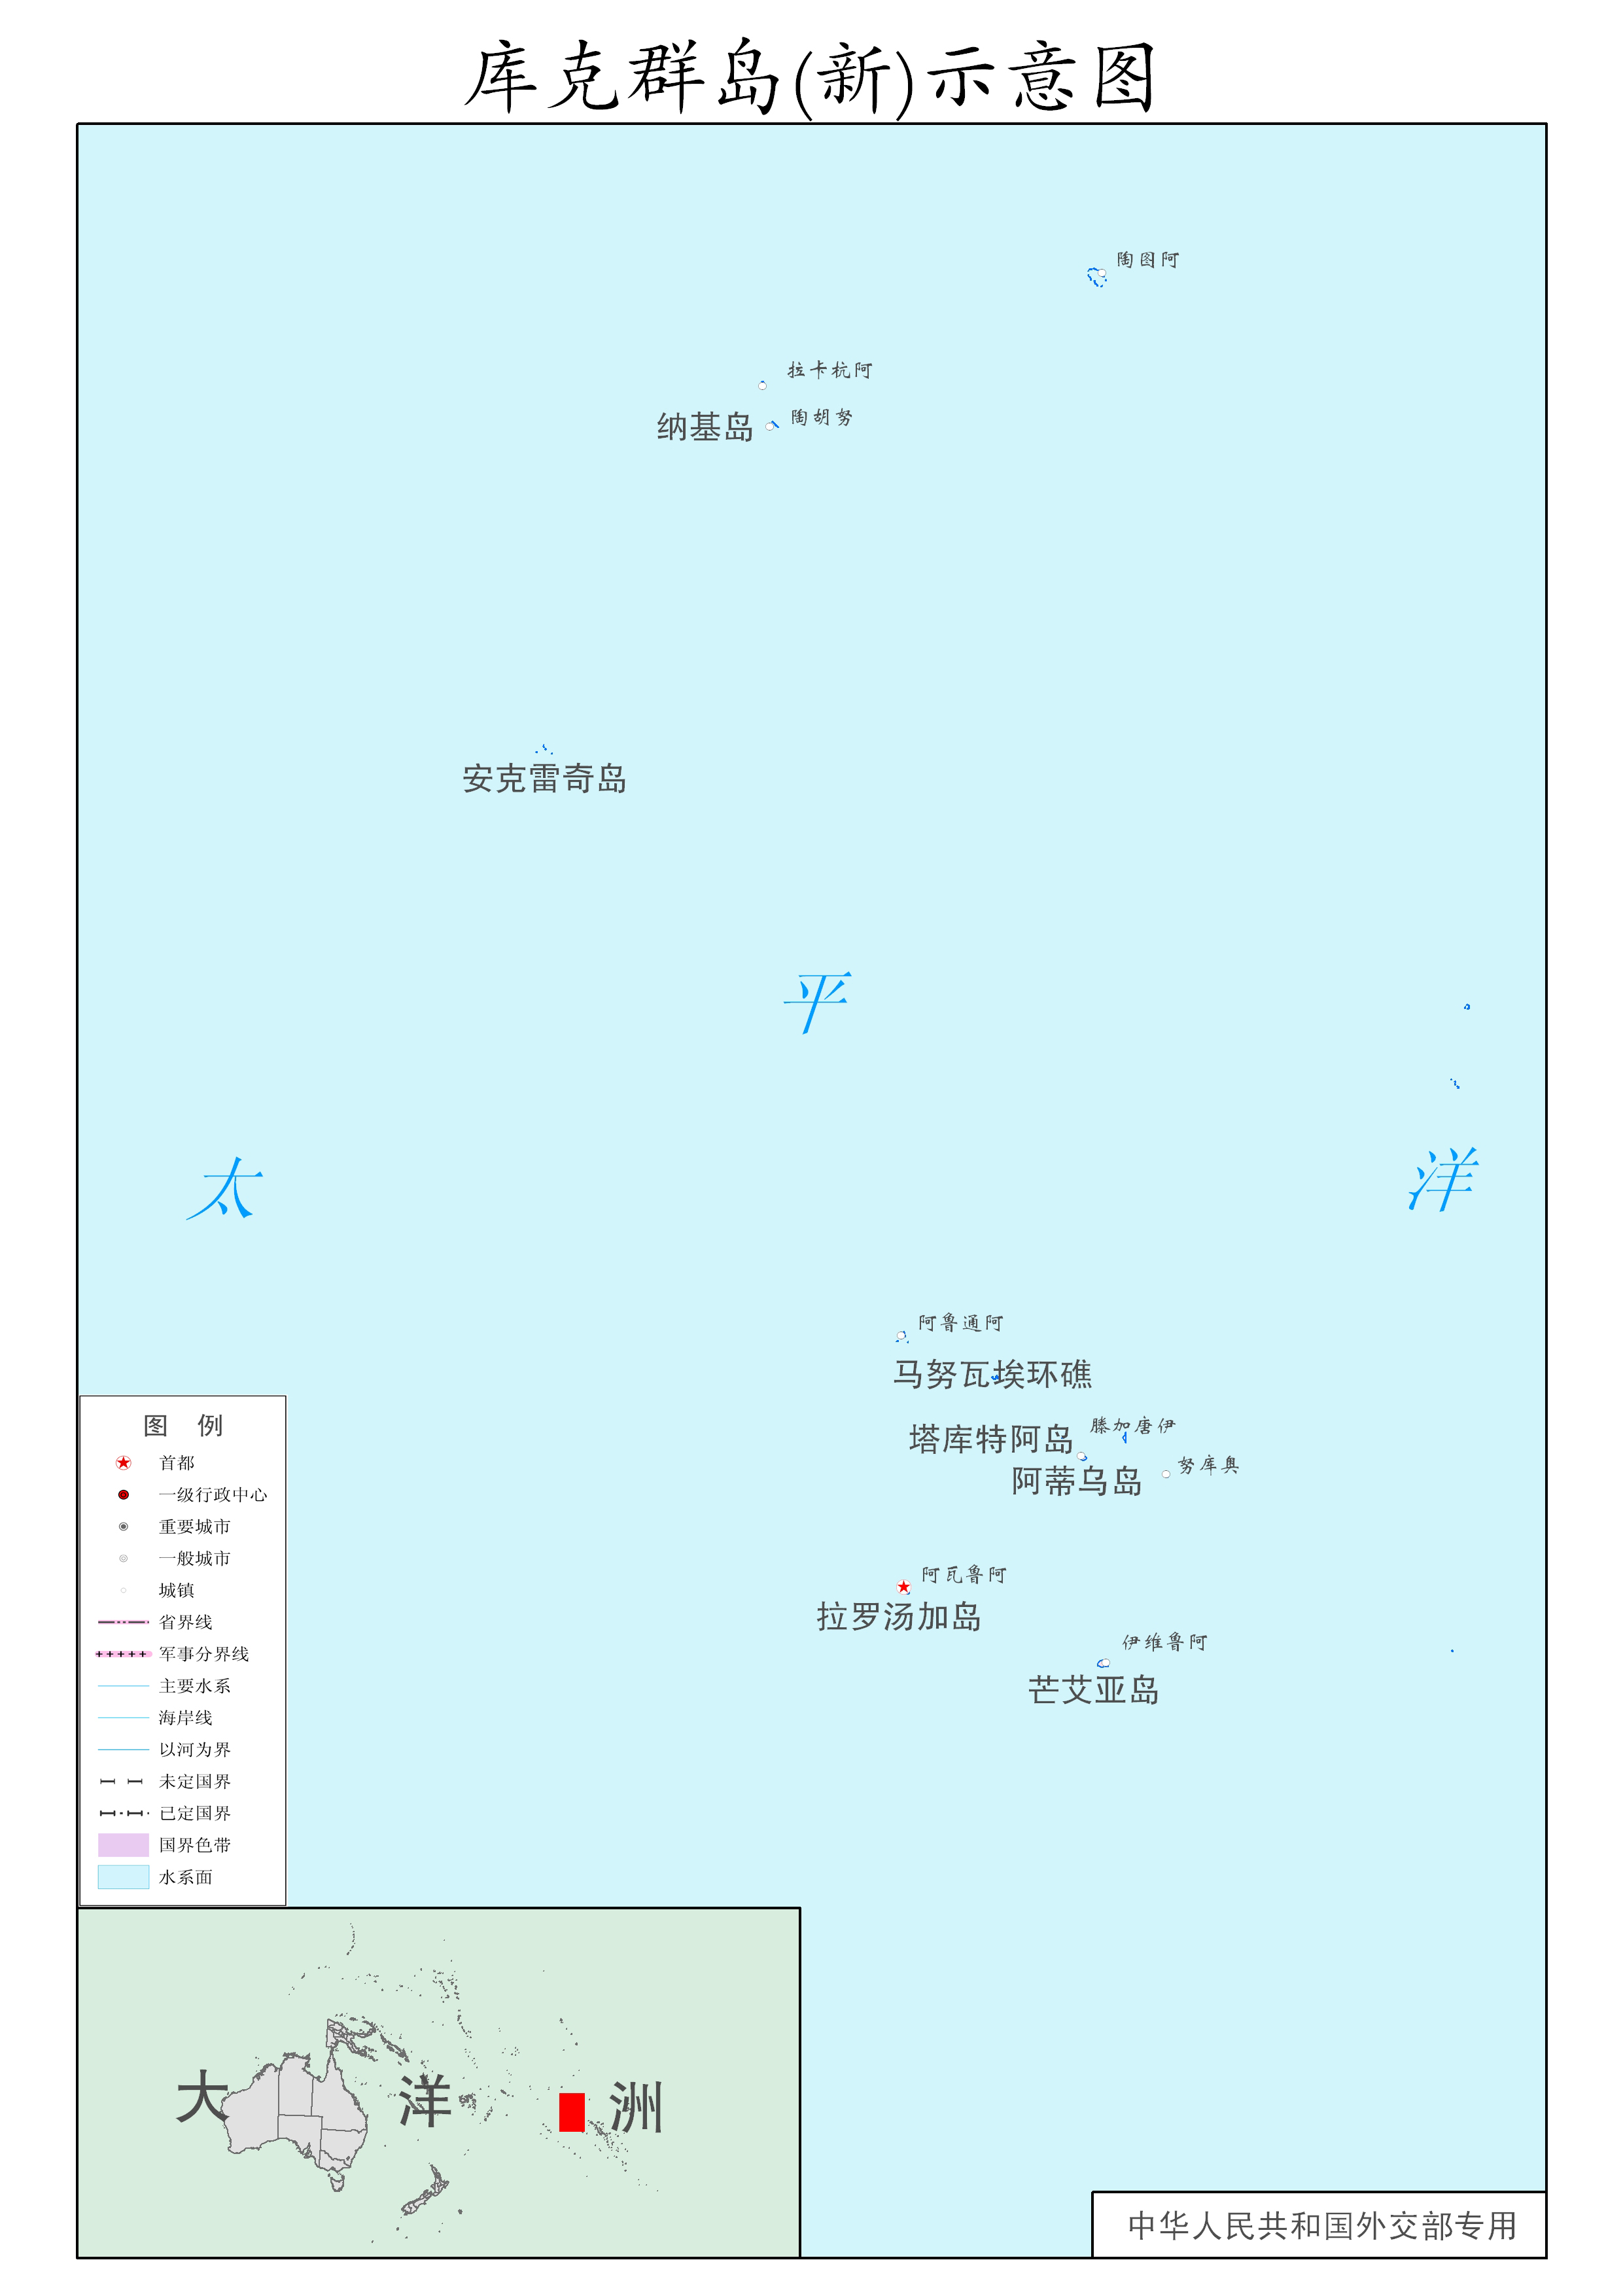 库克群岛(新)示意图
陶图阿
拉卡杭阿
陶胡努
纳基岛
安克雷奇岛
太平洋
阿鲁通阿
马努瓦埃环礁
滕加唐伊
塔库特阿岛
努库奥
阿蒂乌岛
阿瓦鲁阿
拉罗汤加岛
伊维鲁阿
芒艾亚岛
图 例
首都
一级行政中心
重要城市
一般城市
城镇
省界线
军事分界线
主要水系
海岸线
以河为界
未定国界
已定国界
国界色带
水系面
大洋洲
中华人民共和国外交部专用